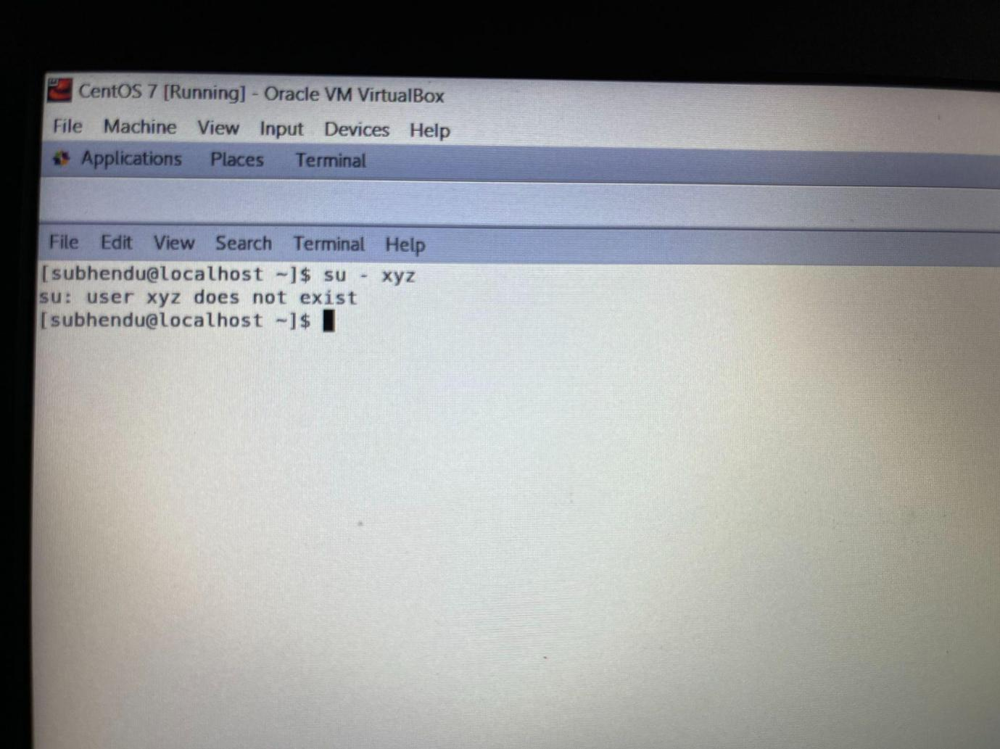 CentOS 7 [Running] - Oracle VM VirtualBox
File Machine View Input Devices Help
Applications Places Terminal
File Edit View Search Terminal Help
[subhendu@localhost ~]$ su - xyz
su: user xyz does not exist
[subhendu@localhost ~]$